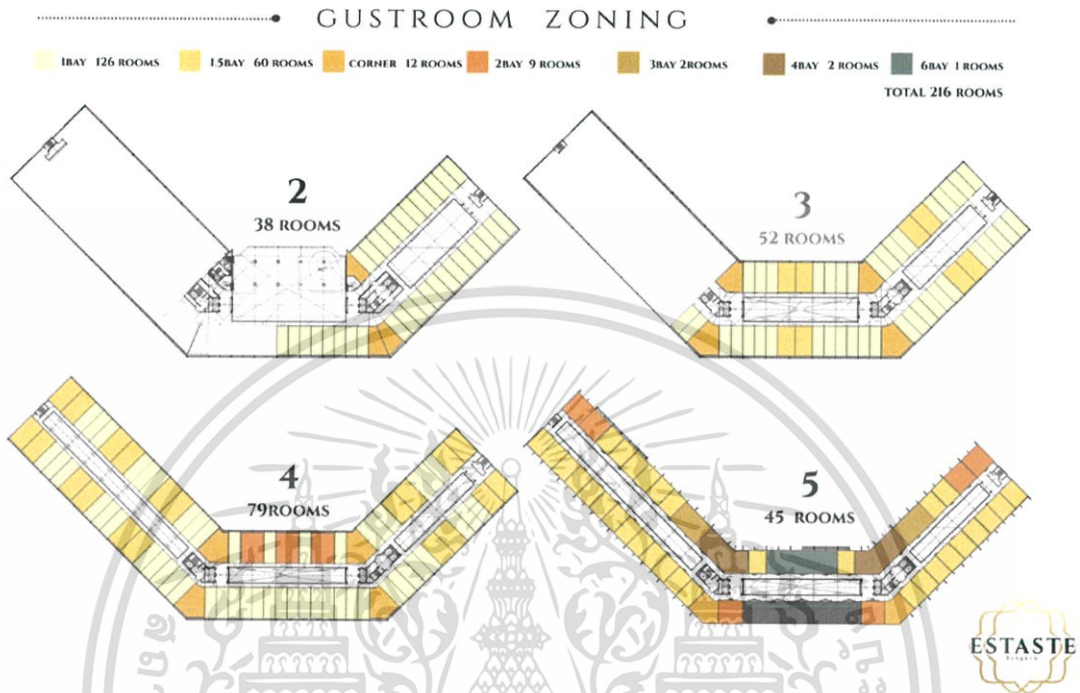 GUSTROOM ZONING
1BAY 126 ROOMS
1.5BAY 60 ROOMS
CORNER 12 ROOMS
2BAY 9 ROOMS
3BAY 2ROOMS
4BAY 2 ROOMS
6BAY 1 ROOMS
TOTAL 216 ROOMS
2
38 ROOMS
3
52 ROOMS
4
79ROOMS
5
45 ROOMS
ESTASTE
Bangkok